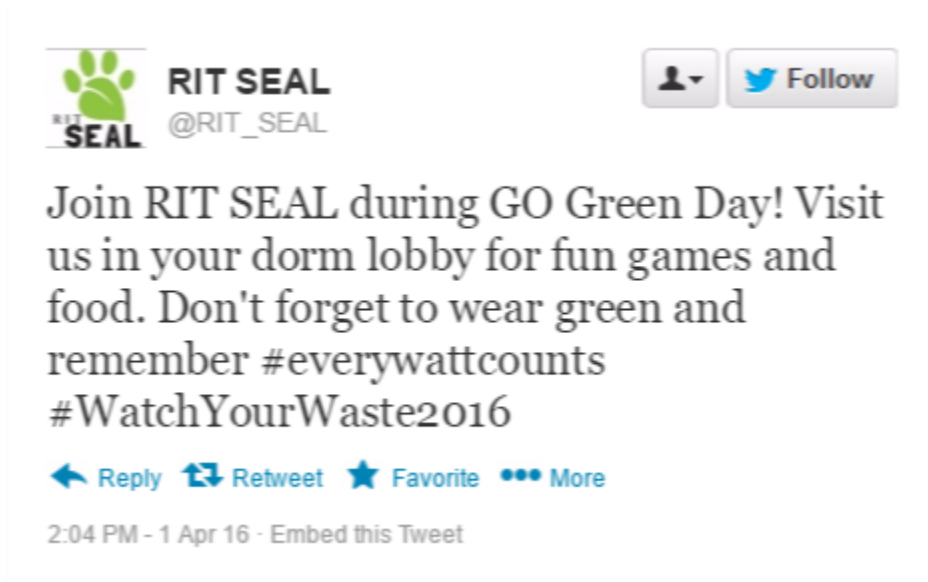 RIT
SEAL
RIT SEAL
@RIT_SEAL
Follow
Join RIT SEAL during GO Green Day! Visit
us in your dorm lobby for fun games and
food. Don't forget to wear green and
remember #everywattcounts
#WatchYourWaste2016
Reply Retweet Favorite More
2:04 PM - 1 Apr 16 · Embed this Tweet